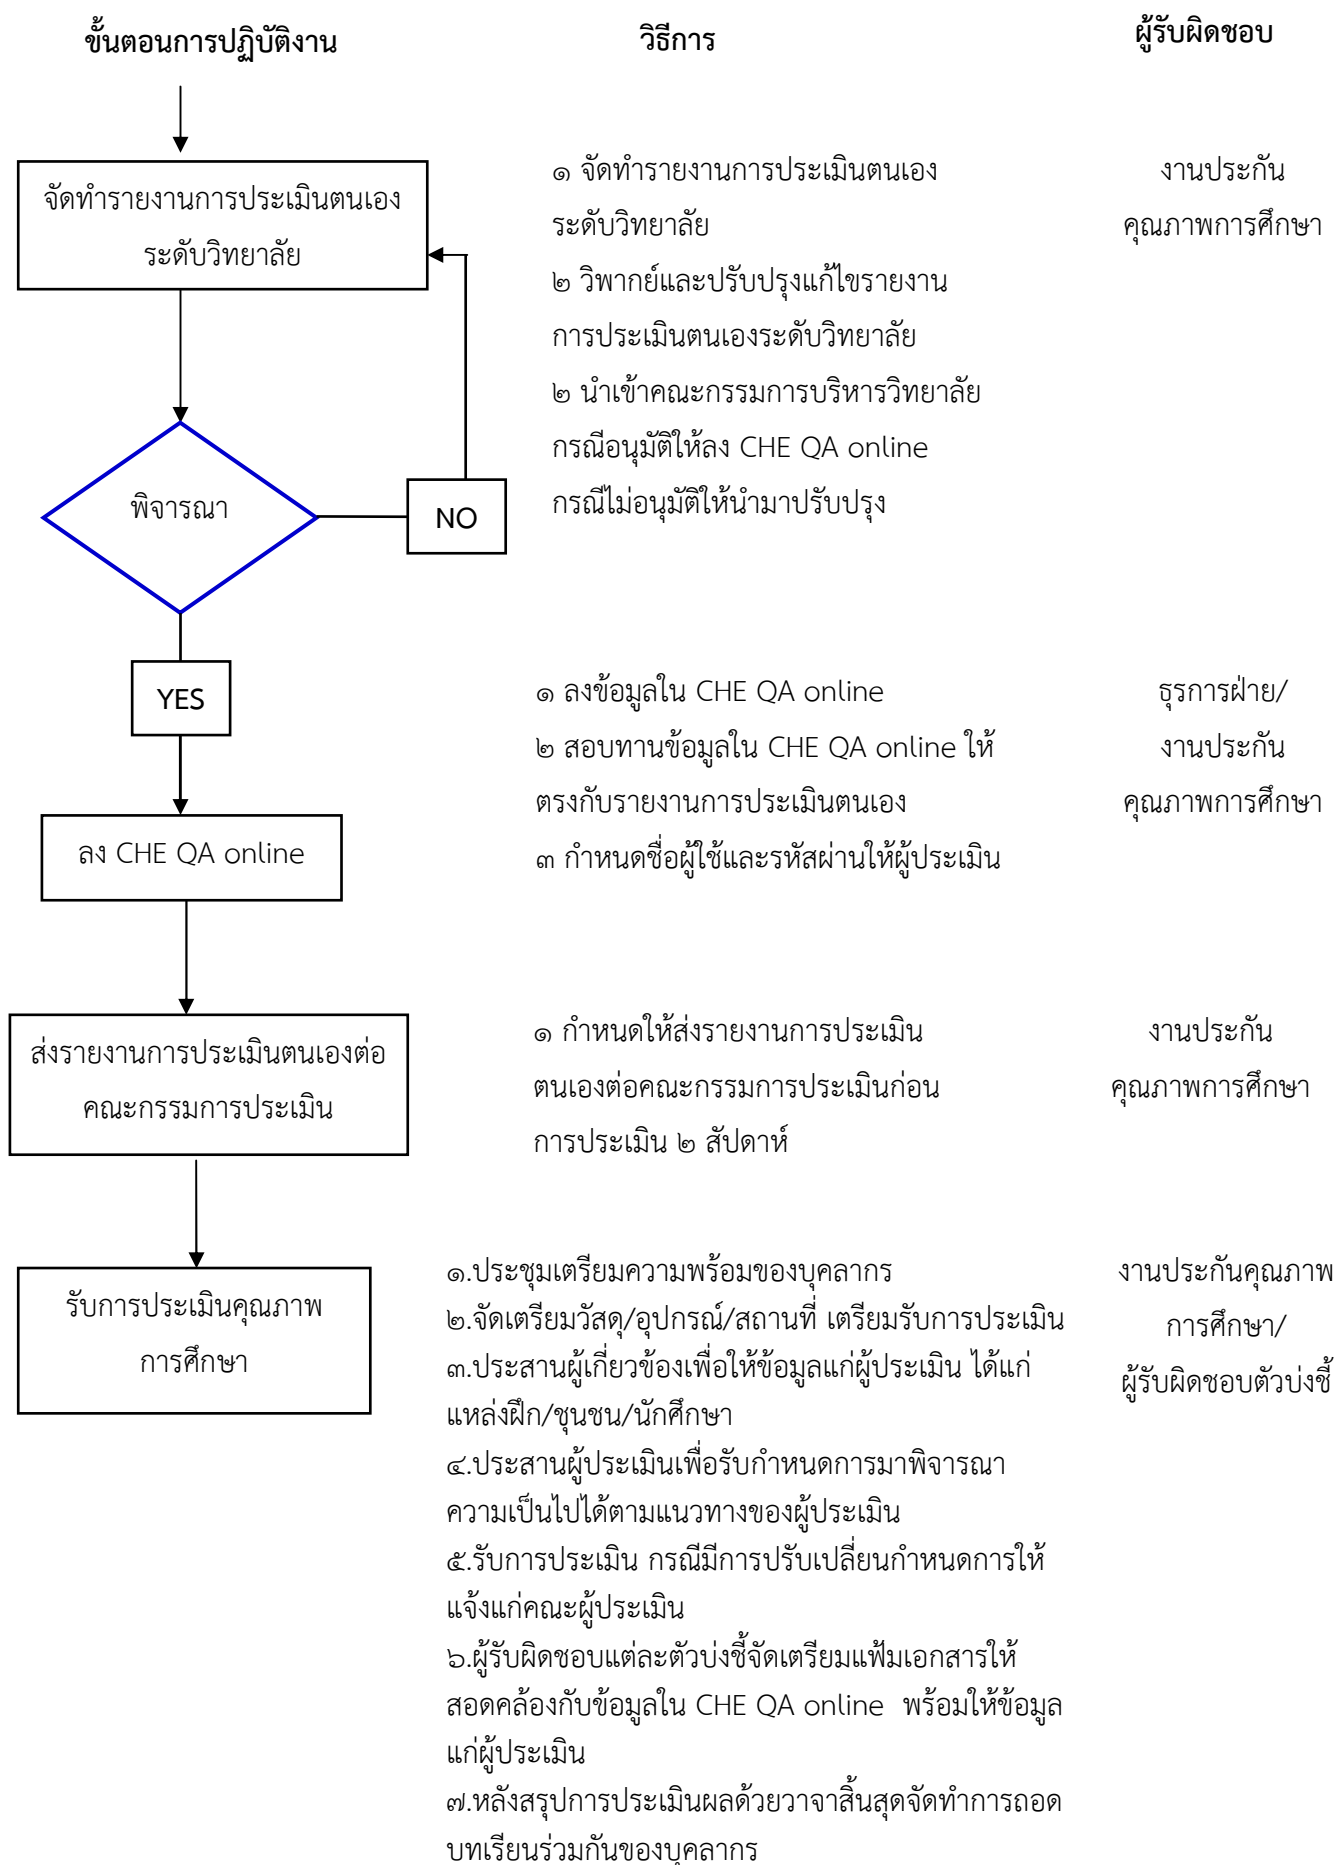 ขั้นตอนการปฏิบัติงาน
วิธีการ
ผู้รับผิดชอบ
จัดทำรายงานการประเมินตนเอง
ระดับวิทยาลัย
๑ จัดทำรายงานการประเมินตนเอง
ระดับวิทยาลัย
๒ วิพากย์และปรับปรุงแก้ไขรายงาน
การประเมินตนเองระดับวิทยาลัย
๒ นำเข้าคณะกรรมการบริหารวิทยาลัย
กรณีอนุมัติให้ลง CHE QA online
กรณีไม่อนุมัติให้นำมาปรับปรุง
งานประกัน
คุณภาพการศึกษา
พิจารณา
NO
YES
ลง CHE QA online
๑ ลงข้อมูลใน CHE QA online
๒ สอบทานข้อมูลใน CHE QA online ให้
ตรงกับรายงานการประเมินตนเอง
๓ กำหนดชื่อผู้ใช้และรหัสผ่านให้ผู้ประเมิน
ธุรการฝ่าย/
งานประกัน
คุณภาพการศึกษา
ส่งรายงานการประเมินตนเองต่อ
คณะกรรมการประเมิน
๑ กำหนดให้ส่งรายงานการประเมิน
ตนเองต่อคณะกรรมการประเมินก่อน
การประเมิน ๒ สัปดาห์
งานประกัน
คุณภาพการศึกษา
รับการประเมินคุณภาพ
การศึกษา
๑.ประชุมเตรียมความพร้อมของบุคลากร
๒.จัดเตรียมวัสดุ/อุปกรณ์/สถานที่ เตรียมรับการประเมิน
๓.ประสานผู้เกี่ยวข้องเพื่อให้ข้อมูลแก่ผู้ประเมิน ได้แก่
แหล่งฝึก/ชุนชน/นักศึกษา
๔.ประสานผู้ประเมินเพื่อรับกำหนดการมาพิจารณา
ความเป็นไปได้ตามแนวทางของผู้ประเมิน
๕.รับการประเมิน กรณีมีการปรับเปลี่ยนกำหนดการให้
แจ้งแก่คณะผู้ประเมิน
๖.ผู้รับผิดชอบแต่ละตัวบ่งชี้จัดเตรียมแฟ้มเอกสารให้
สอดคล้องกับข้อมูลใน CHE QA online พร้อมให้ข้อมูล
แก่ผู้ประเมิน
๗.หลังสรุปการประเมินผลด้วยวาจาสิ้นสุดจัดทำการถอด
บทเรียนร่วมกันของบุคลากร
งานประกันคุณภาพ
การศึกษา/
ผู้รับผิดชอบตัวบ่งชี้